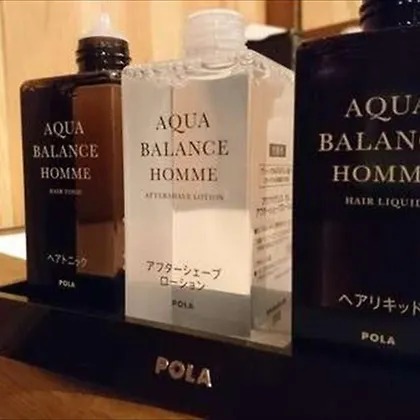 AQUA
BALANCE
HOMME
HAIR TONIC
ヘアトニック
POLA
AQUA
BALANCE
HOMME
AFTERSHAVE LOTION
アフターシェーブ
ローション
POLA
AQUA
BALANCE
HOMM
HAIR LIQUID
ヘアリキッド
POLA
POLA